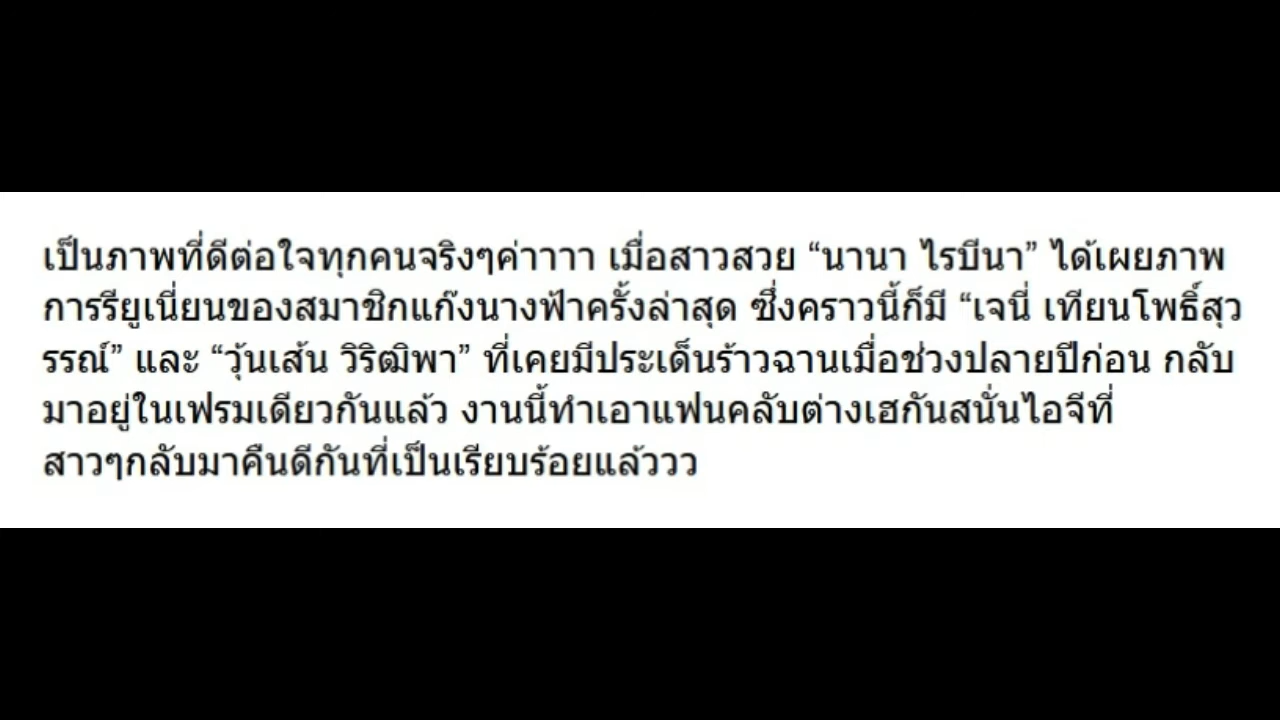 เป็นภาพที่ดีต่อใจทุกคนจริงๆค่าาาา เมื่อสาวสวย “นานา ไรบีนา” ได้เผยภาพ
การรียูเนี่ยนของสมาชิกแก๊งนางฟ้าครั้งล่าสุด ซึ่งคราวนี้ก็มี “เจนี่ เทียนโพธิ์สุว
รรณ์” และ “วุ้นเส้น วิริฒิพา” ที่เคยมีประเด็นร้าวฉานเมื่อช่วงปลายปีก่อน กลับ
มาอยู่ในเฟรมเดียวกันแล้ว งานนี้ทำเอาแฟนคลับต่างเฮกันสนั่นไอจีที่
สาวๆกลับมาคืนดีกันที่เป็นเรียบร้อยแล้ววว